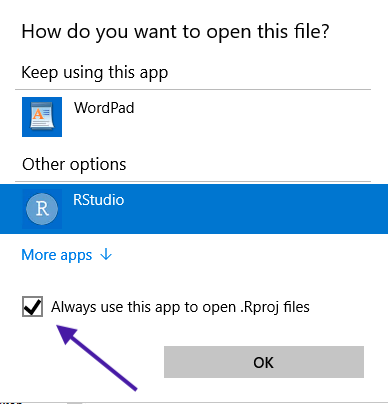 How do you want to open this file?
Keep using this app
WordPad
Other options
R
RStudio
More apps
Always use this app to open .Rproj files
OK